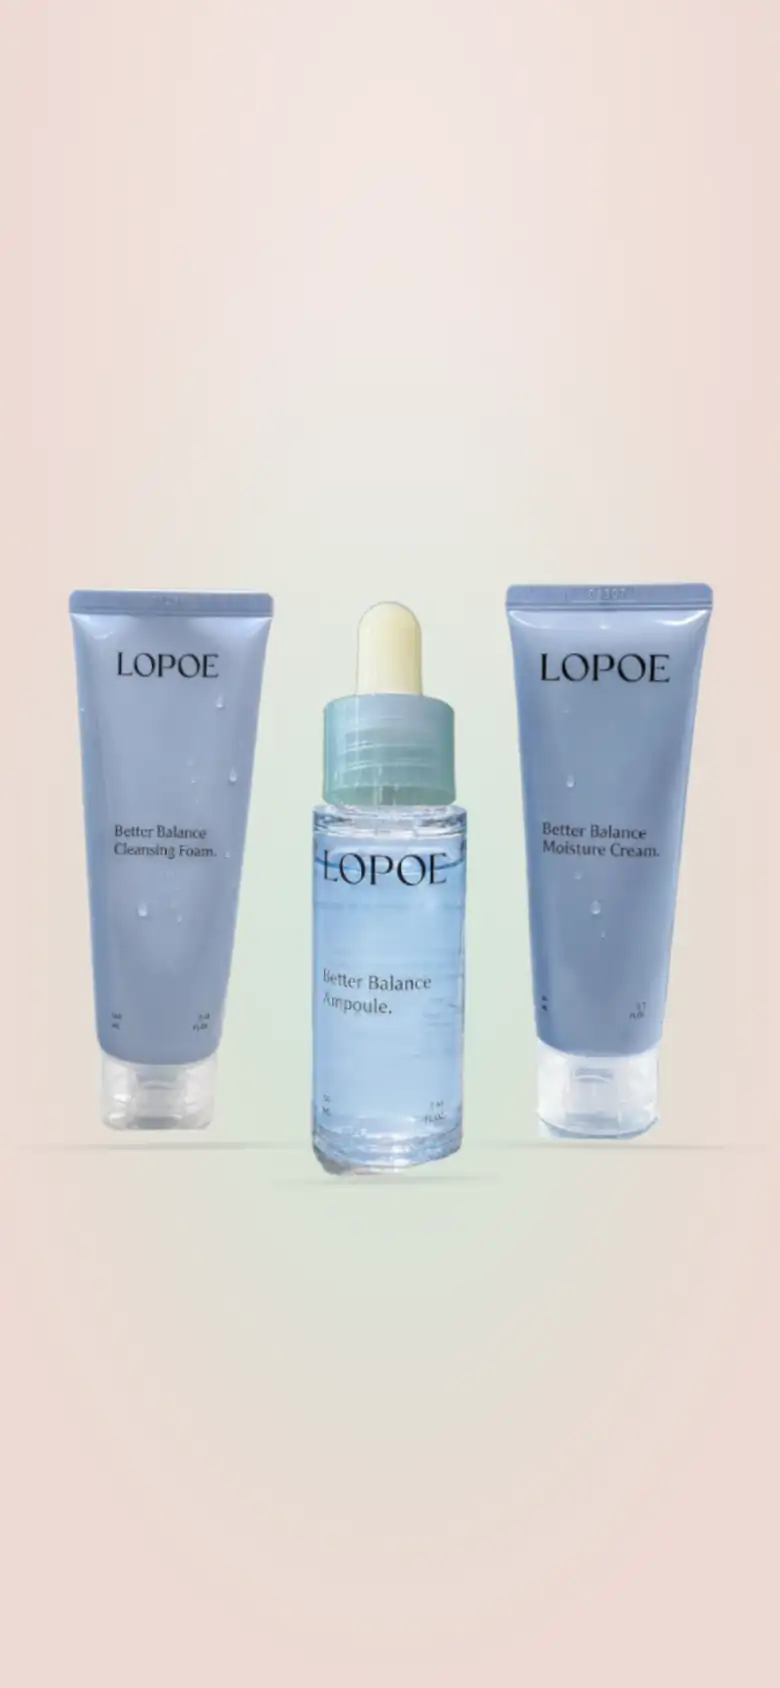 LOPOE
Better Balance
Cleansing Foam.
LOPOE
Better Balance
Ampoule.
LOPOE
Better Balance
Moisture Cream.